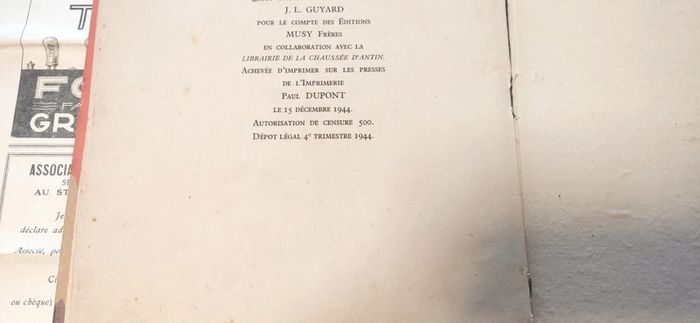 J. L. GUYARD
POUR LE COMPTE DES EDITIONS
MUSY FRÈRES
EN COLLABORATION AVEC LA
LIBRAIRIE DE LA CHAUSSÉE D'ANTIN.
ACHEVÉE D'IMPRIMER SUR LES PRESSES
DE L'IMPRIMERIE
PAUL DUPONT
LE 15 DÉCEMBRE 1944.
AUTORISATION DE CENSURE 500.
DÉPOT LÉGAL 4e TRIMESTRE 1944.
ASSOCIA
AU ST
Je
déclare ad
Associé, po
ou chèque)